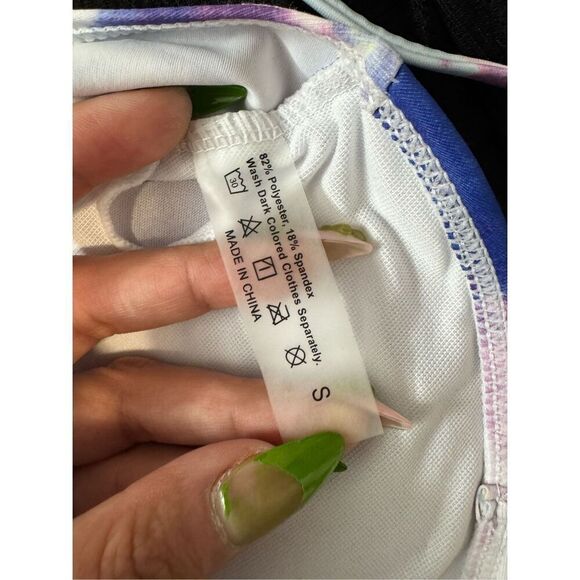 82% Polyester, 18% Spandex
Wash Dark Colored Clothes Separately.
30
MADE IN CHINA
S